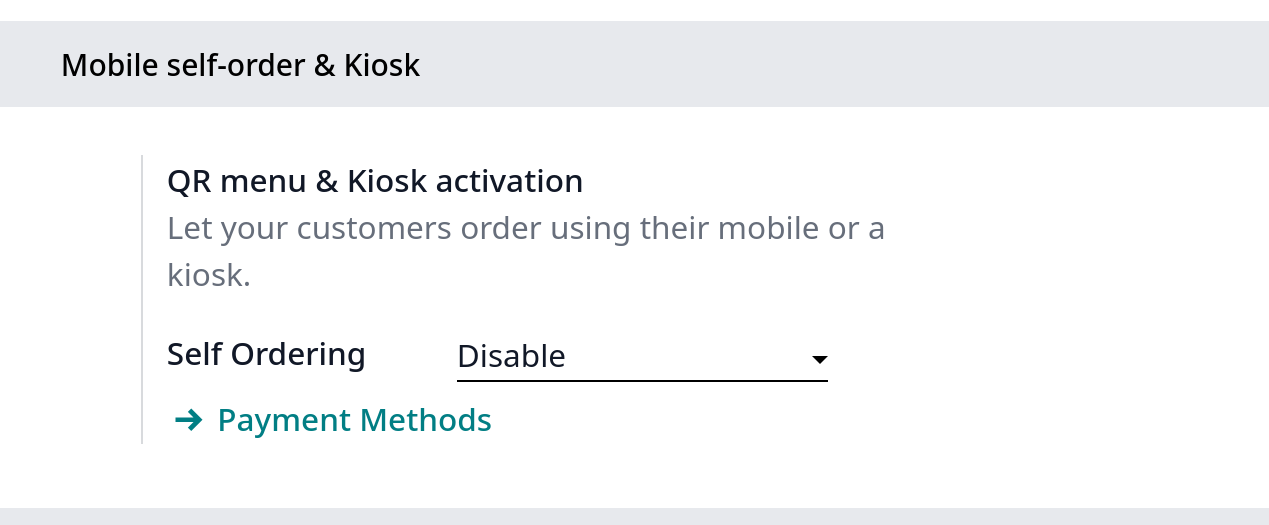 Mobile self-order & Kiosk
QR menu & Kiosk activation
Let your customers order using their mobile or a
kiosk.
Self Ordering Disable
Payment Methods